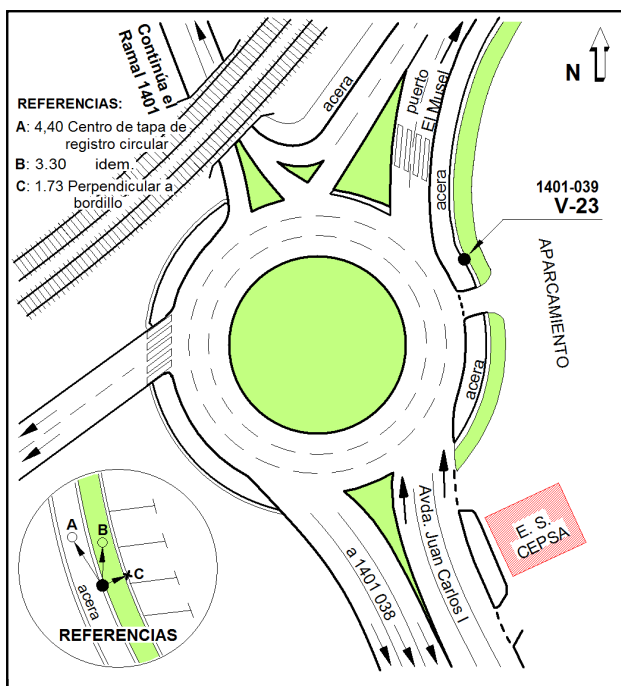 Continúa el
Ramal 1401
REFERENCIAS:
A: 4,40 Centro de tapa de
registro circular
B: 3.30 idem.
C: 1.73 Perpendicular a
bordillo
acera
puerto
El Musel
acera
N
1401-039
V-23
APARCAMIENTO
acera
E. S.
CEPSA
Avda. Juan Carlos I
a 1401 038
A
B
C
acera
REFERENCIAS